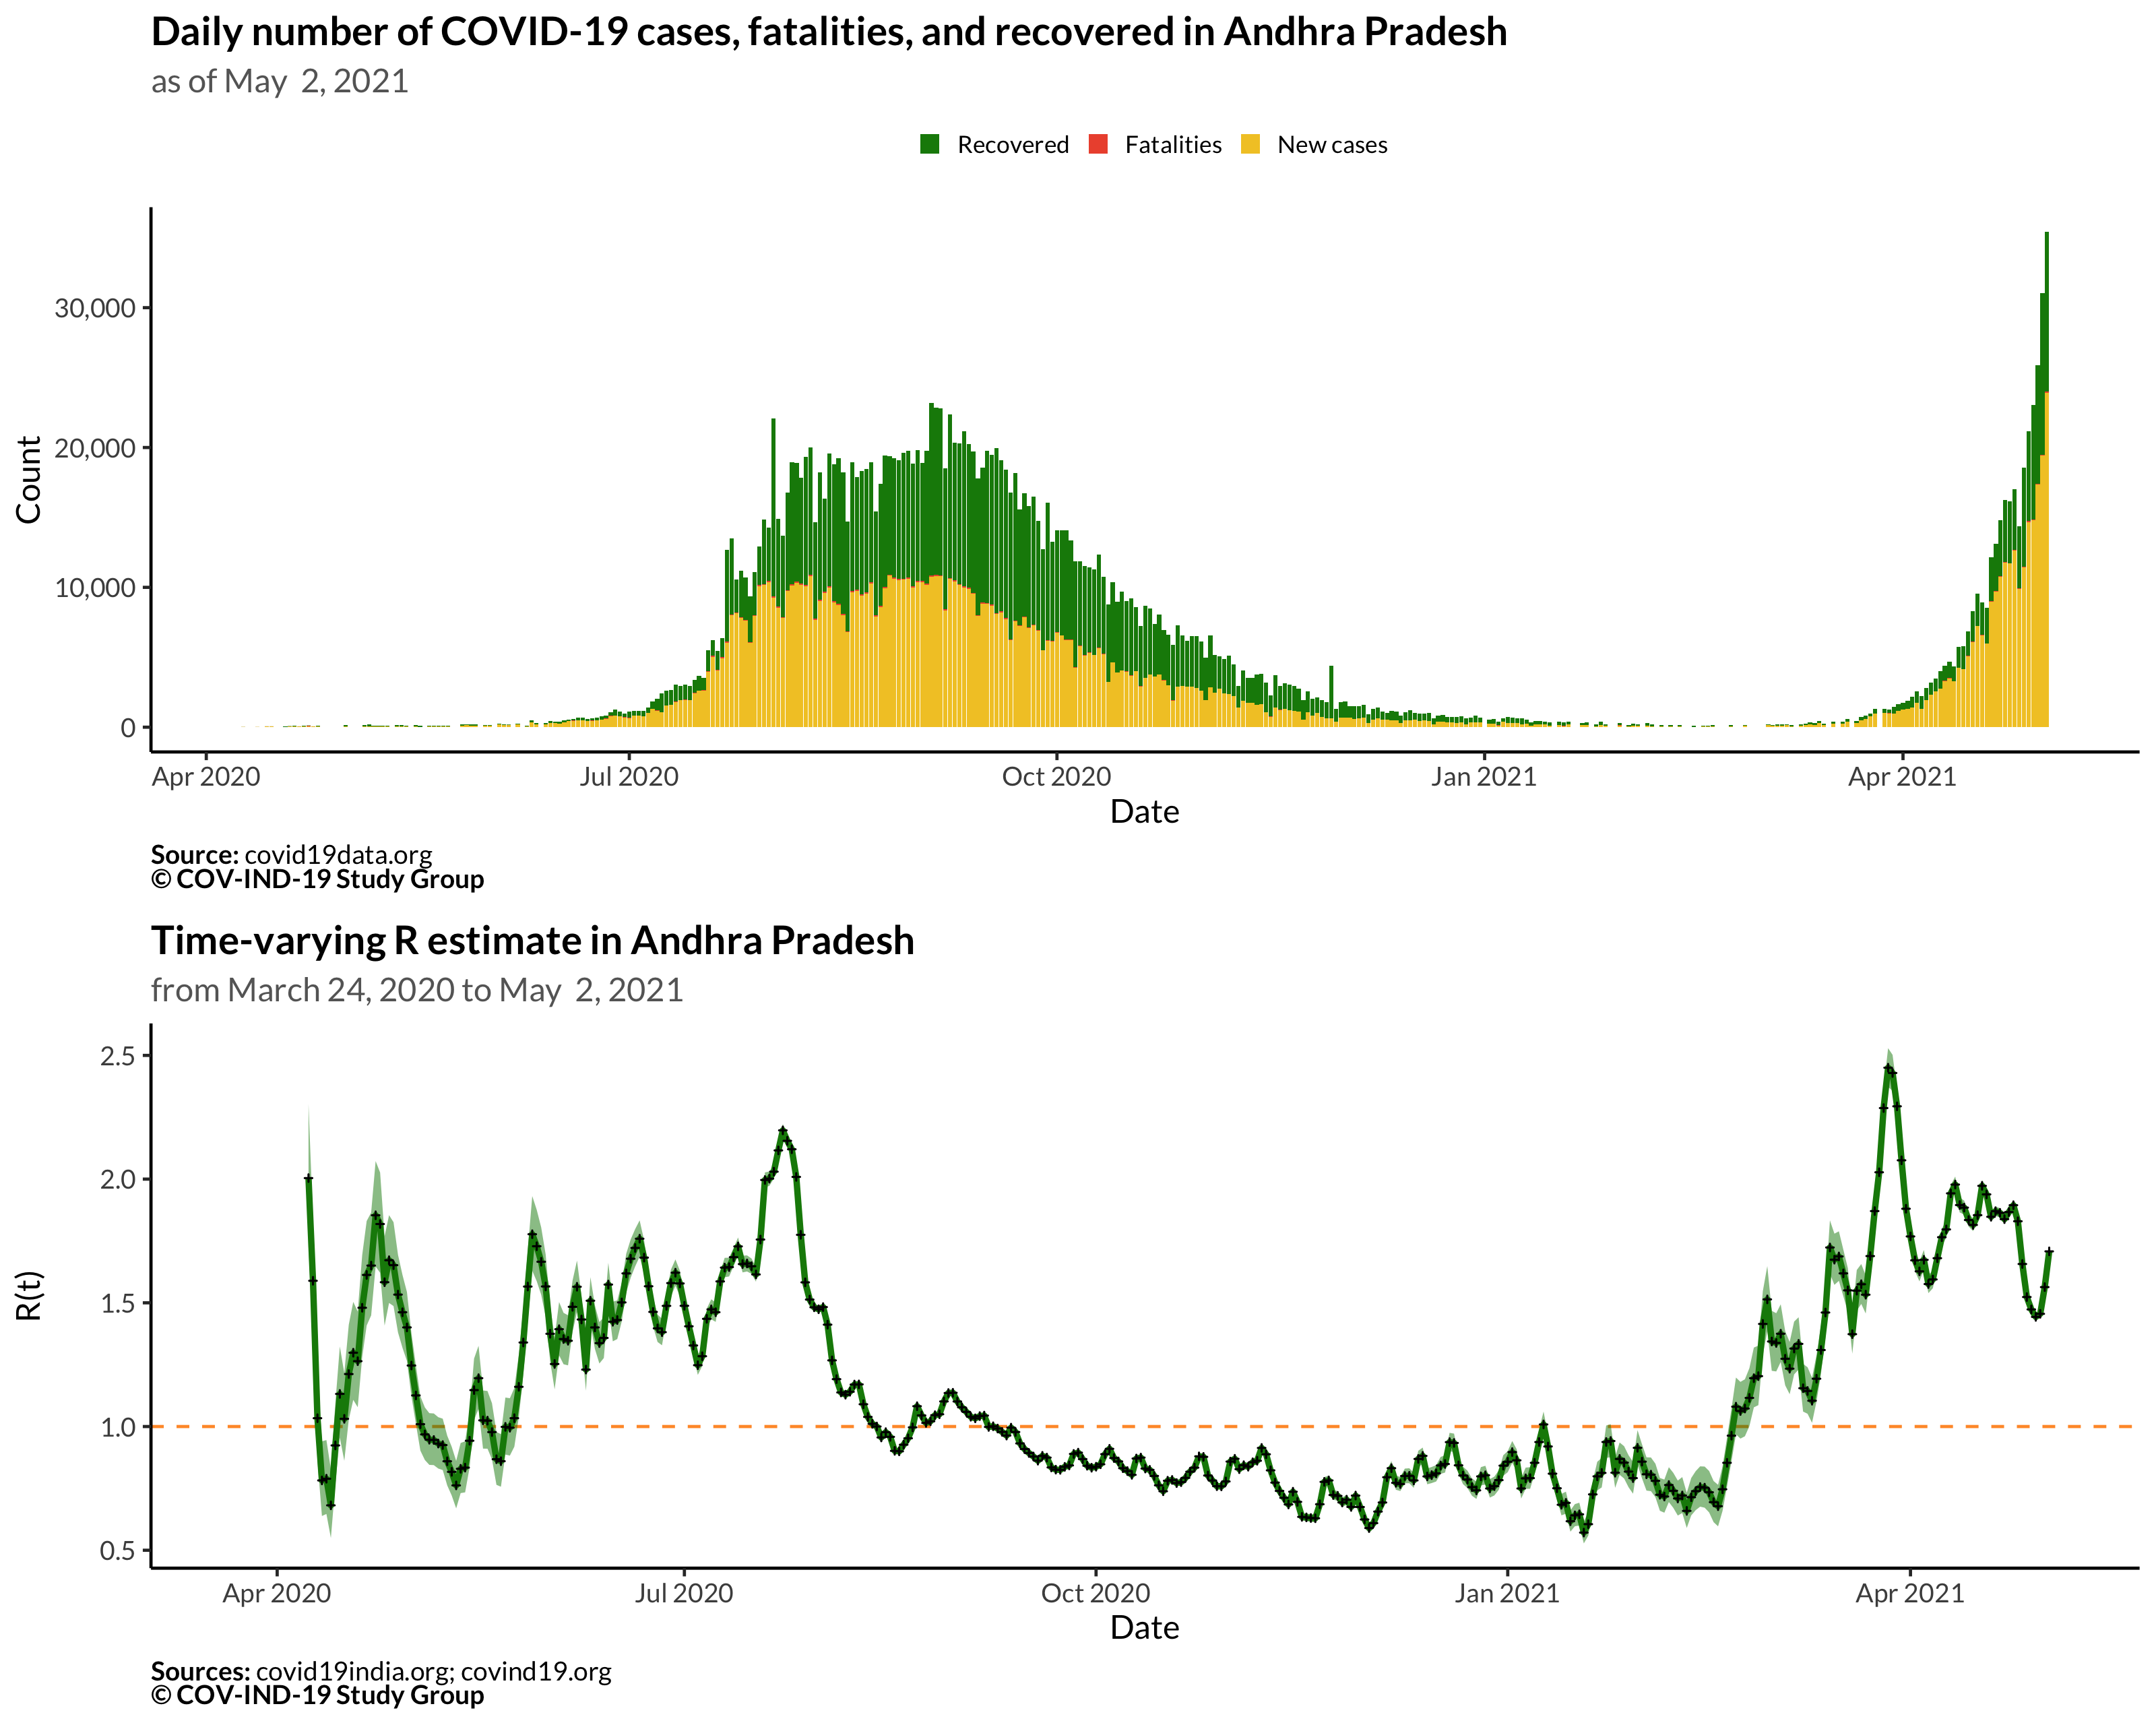 Daily number of COVID-19 cases, fatalities, and recovered in Andhra Pradesh
as of May  2, 2021
Recovered Fatalities New cases
Count
30,000
20,000
10,000
0
Apr 2020 Jul 2020 Oct 2020 Jan 2021 Apr 2021
Date
Source: covid19data.org
© COV-IND-19 Study Group
Time-varying R estimate in Andhra Pradesh
from March 24, 2020 to May  2, 2021
R(t)
2.5
2.0
1.5
1.0
0.5
Apr 2020 Jul 2020 Oct 2020 Jan 2021 Apr 2021
Date
Sources: covid19india.org; covind19.org
© COV-IND-19 Study Group